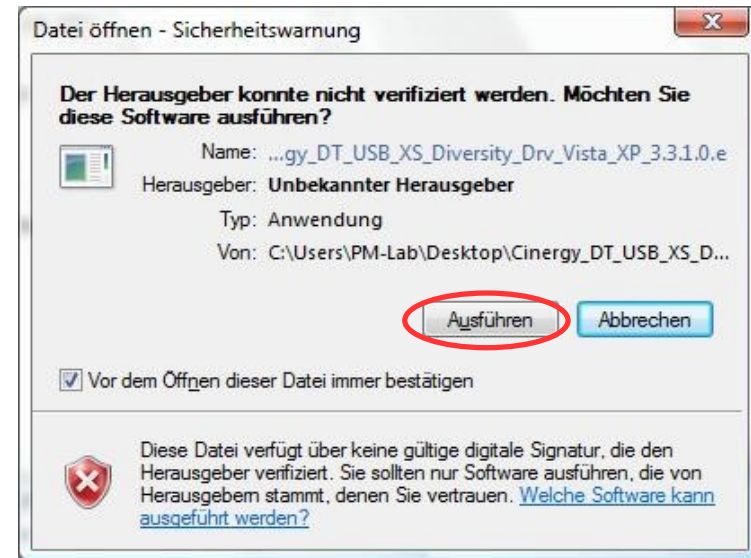 Datei öffnen - Sicherheitswarnung
Der Herausgeber konnte nicht verifiziert werden. Möchten Sie
diese Software ausführen?
Name: ...gy_DT_USB_XS_Diversity_Drv_Vista_XP_3.3.1.0.e
Herausgeber: Unbekannter Herausgeber
Typ: Anwendung
Von: C:\Users\PM-Lab\Desktop\Cinergy_DT_USB_XS_D...
Ausführen Abbrechen
Vor dem Öffnen dieser Datei immer bestätigen
Diese Datei verfügt über keine gültige digitale Signatur, die den
Herausgeber verifiziert. Sie sollten nur Software ausführen, die von
Herausgebern stammt, denen Sie vertrauen. Welche Software kann
ausgeführt werden?